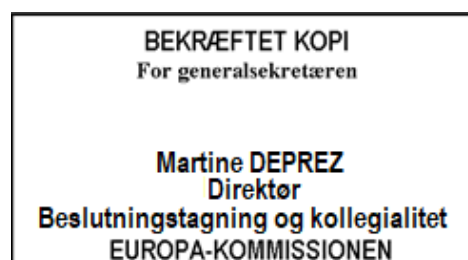 BEKRÆFTET KOPI
For generalsekretæren
Martine DEPREZ
Direktør
Beslutningstagning og kollegialitet
EUROPA-KOMMISSIONEN